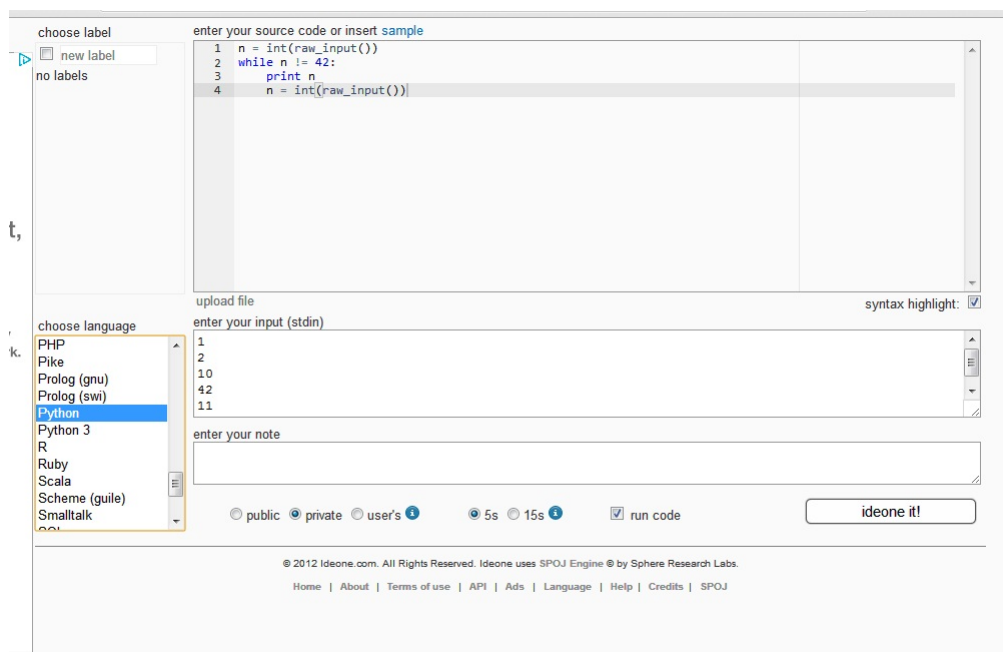 choose label
new label
no labels
enter your source code or insert sample
1 n = int(raw_input())
2 while n != 42:
3     print n
4     n = int(raw_input())
upload file
syntax highlight:
t,
rk.
choose language
PHP
Pike
Prolog (gnu)
Prolog (swi)
Python
Python 3
R
Ruby
Scala
Scheme (guile)
Smalltalk
enter your input (stdin)
1
2
10
42
11
enter your note
public private user's i 5s 15s i run code
ideone it!
© 2012 Ideone.com. All Rights Reserved. Ideone uses SPOJ Engine © by Sphere Research Labs.
Home | About | Terms of use | API | Ads | Language | Help | Credits | SPOJ